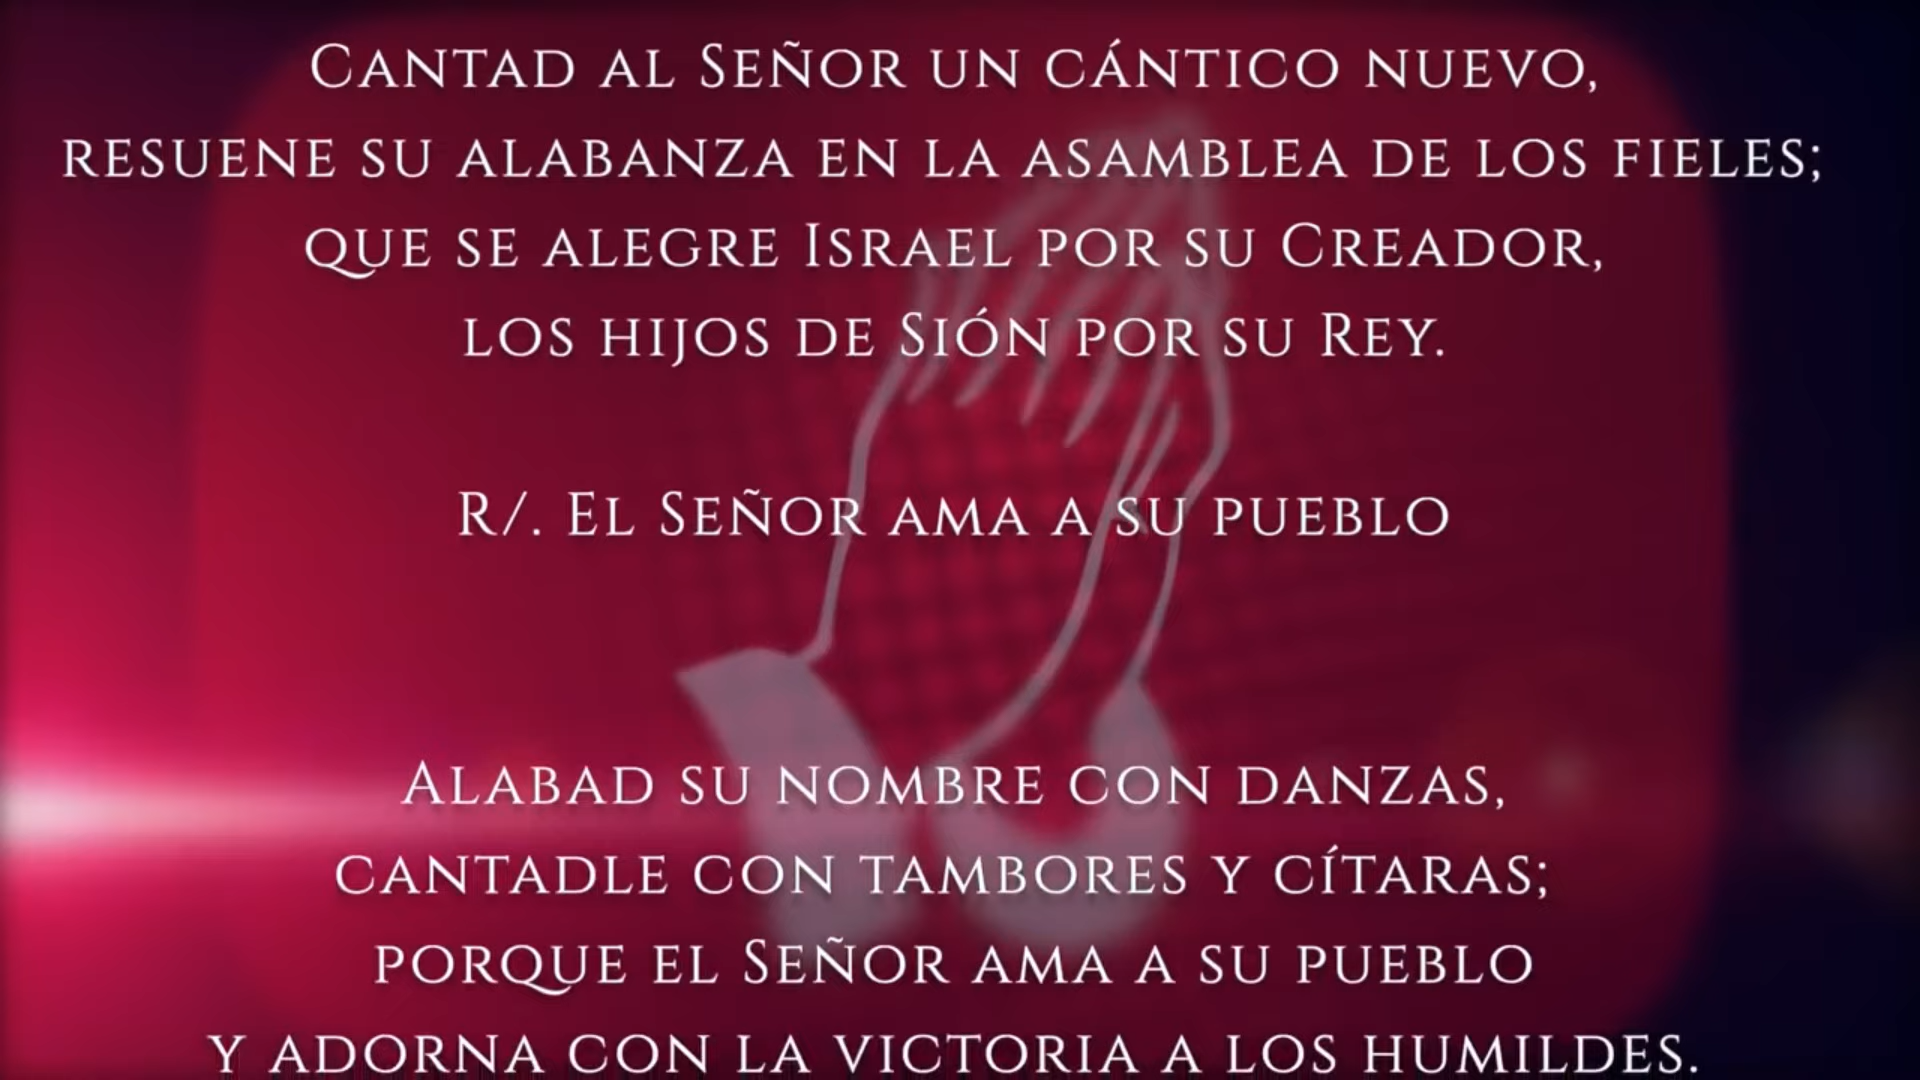 Cantad al Señor un cántico nuevo,
resuene su alabanza en la asamblea de los fieles;
que se alegre Israel por su Creador,
los hijos de Sión por su Rey.
R/. El Señor ama a su pueblo
Alabad su nombre con danzas,
cantadle con tambores y cítaras;
porque el Señor ama a su pueblo
y adorna con la victoria a los humildes.